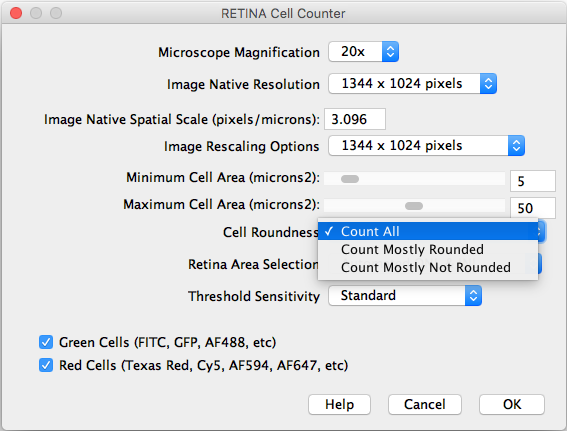 RETINA Cell Counter
Microscope Magnification 20x
Image Native Resolution 1344 x 1024 pixels
Image Native Spatial Scale (pixels/microns): 3.096
Image Rescaling Options 1344 x 1024 pixels
Minimum Cell Area (microns2): 5
Maximum Cell Area (microns2): 50
Cell Roundness ✓ Count All
Count Mostly Rounded
Retina Area Selection Count Mostly Not Rounded
Threshold Sensitivity Standard
Green Cells (FITC, GFP, AF488, etc)
Red Cells (Texas Red, Cy5, AF594, AF647, etc)
Help Cancel OK